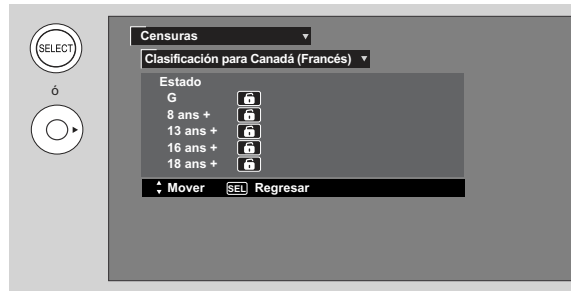 SELECT
ó
Censuras
Clasificación para Canadá (Francés)
Estado
G
8 ans +
13 ans +
16 ans +
18 ans +
Mover SEL Regresar